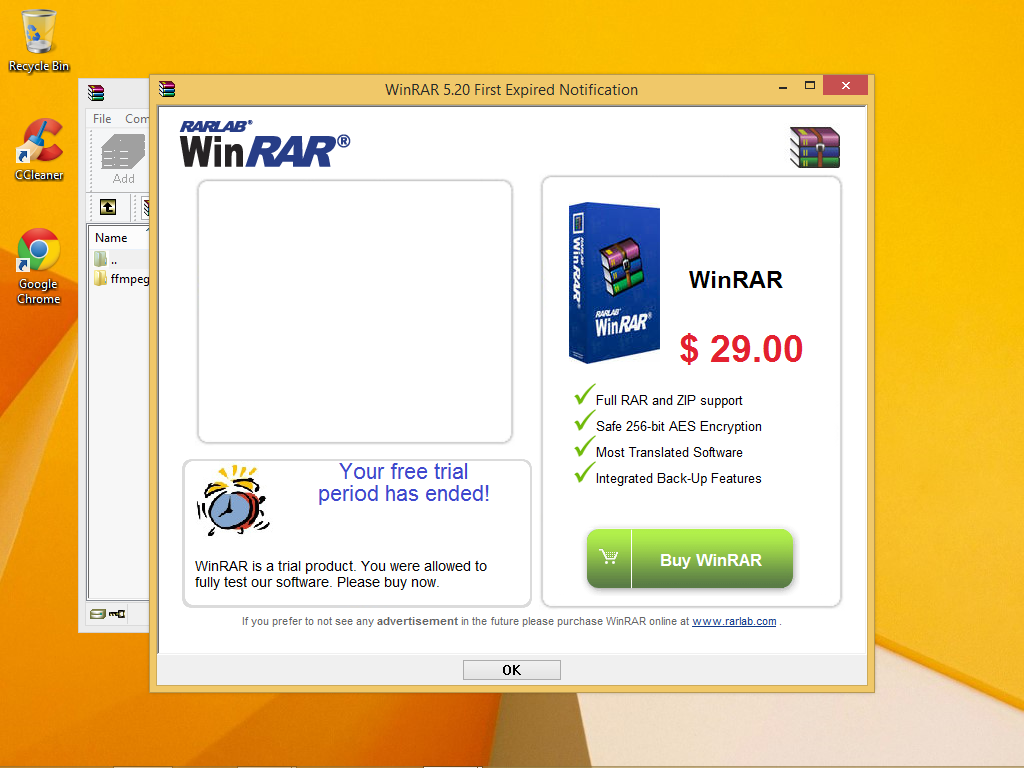 Recycle Bin
CCleaner
Google
Chrome
File Com
Add
Name
..
ffmpeg
WinRAR 5.20 First Expired Notification
RARLAB®
WinRAR®
Your free trial
period has ended!
WinRAR is a trial product. You were allowed to
fully test our software. Please buy now.
RARLAB
WinRAR
RARLAB®
WinRAR®
WinRAR
$ 29.00
Full RAR and ZIP support
Safe 256-bit AES Encryption
Most Translated Software
Integrated Back-Up Features
Buy WinRAR
If you prefer to not see any advertisement in the future please purchase WinRAR online at www.rarlab.com .
OK